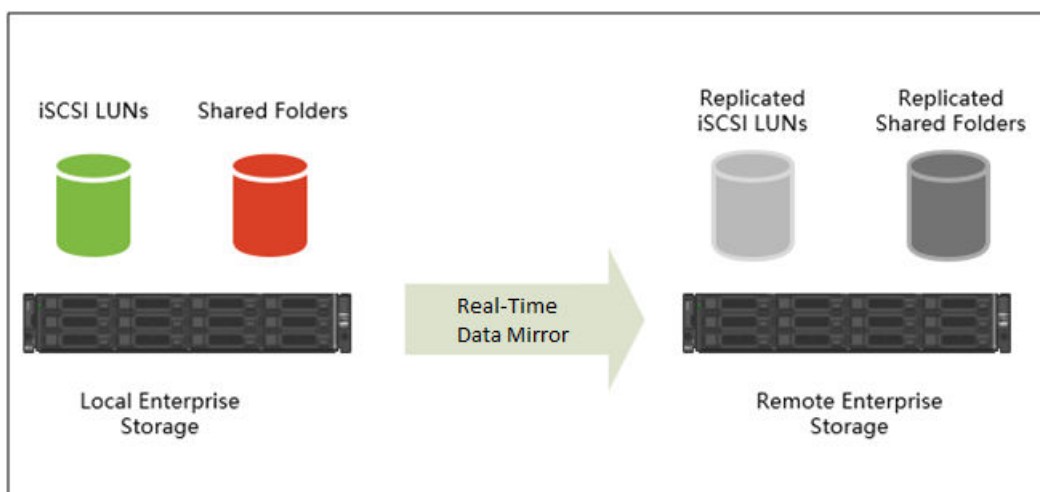 iSCSI LUNs
Shared Folders
Replicated
iSCSI LUNs
Replicated
Shared Folders
Real-Time
Data Mirror
Local Enterprise
Storage
Remote Enterprise
Storage